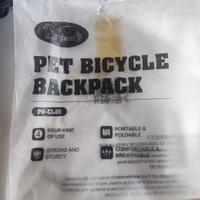 PET BICYCLE
BACKPACK
PB-CL01
FOUR KIND
OF USE
PORTABLE &
FOLDABLE
STRONG AND
STURDY
COMFORTABLE
& BREATHABLE